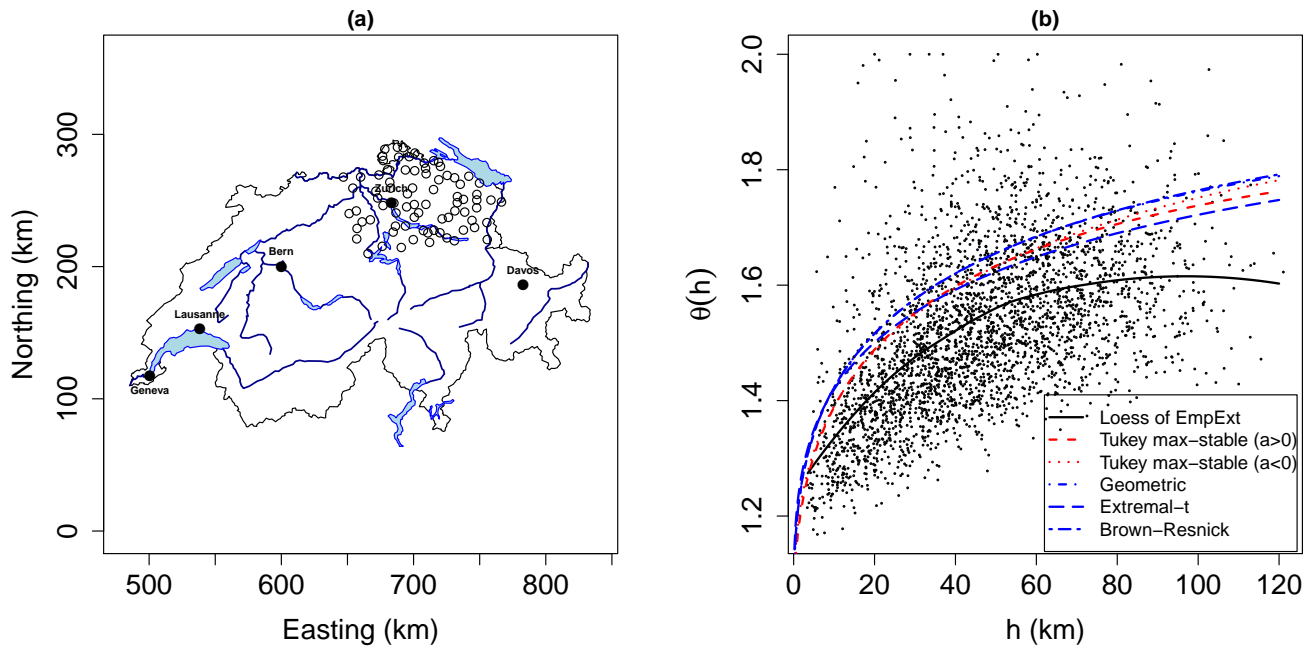 (a)
Northing (km)
300
200
100
0
Zurich
Bern
Davos
Lausanne
Geneva
500
600
700
800
Easting (km)
(b)
θ(h)
2.0
1.8
1.6
1.4
1.2
Loess of EmpExt
Tukey max−stable (a>0)
Tukey max−stable (a<0)
Geometric
Extremal−t
Brown−Resnick
0
20
40
60
80
100
120
h (km)